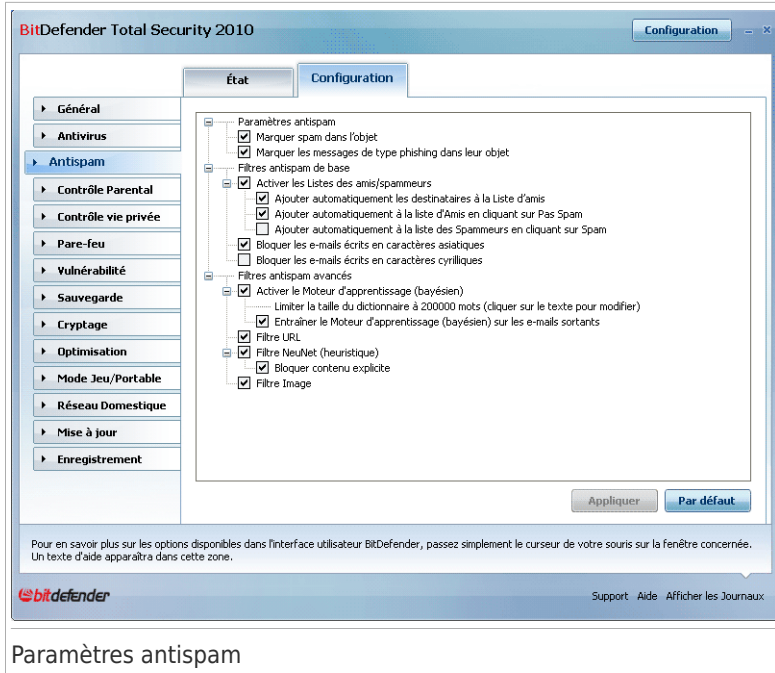 BitDefender Total Security 2010
Configuration
État
Configuration
Général
Antivirus
Antispam
Contrôle Parental
Contrôle vie privée
Pare-feu
Vulnérabilité
Sauvegarde
Cryptage
Optimisation
Mode Jeu/Portable
Réseau Domestique
Mise à jour
Enregistrement
Paramètres antispam
Marquer spam dans l'objet
Marquer les messages de type phishing dans leur objet
Filtres antispam de base
Activer les Listes des amis/spammeurs
Ajouter automatiquement les destinataires à la Liste d'amis
Ajouter automatiquement à la liste d'Amis en cliquant sur Pas Spam
Ajouter automatiquement à la liste des Spammeurs en cliquant sur Spam
Bloquer les e-mails écrits en caractères asiatiques
Bloquer les e-mails écrits en caractères cyrilliques
Filtres antispam avancés
Activer le Moteur d'apprentissage (bayésien)
Limiter la taille du dictionnaire à 200000 mots (cliquer sur le texte pour modifier)
Entraîner le Moteur d'apprentissage (bayésien) sur les e-mails sortants
Filtre URL
Filtre NeuNet (heuristique)
Bloquer contenu explicite
Filtre Image
Appliquer
Par défaut
Pour en savoir plus sur les options disponibles dans l'interface utilisateur BitDefender, passez simplement le curseur de votre souris sur la fenêtre concernée.
Un texte d'aide apparaîtra dans cette zone.
bitdefender
Support Aide Afficher les Journaux
Paramètres antispam